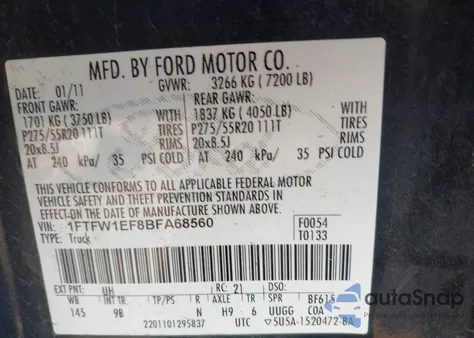 MFD. BY FORD MOTOR CO.
DATE: 01/11 GVWR: 3266 KG ( 7200 LB)
FRONT GAWR: REAR GAWR:
1701 KG ( 3750 LB) WITH 1837 KG ( 4050 LB) WITH
P275/55R20 111T TIRES P275/55R20 111T TIRES
20x8.5J RIMS 20x8.5J RIMS
AT 240 kPa/ 35 PSI COLD AT 240 kPa/ 35 PSI COLD
THIS VEHICLE CONFORMS TO ALL APPLICABLE FEDERAL MOTOR
VEHICLE SAFETY AND THEFT PREVENTION STANDARDS IN
EFFECT ON THE DATE OF MANUFACTURE SHOWN ABOVE.
VIN: 1FTFW1EF8BFA68560 F0054
TYPE: Truck T0133
EXT PNT: UH RC: 21 DSO:
WB INT TR TP/PS R AXLE TR SPR BF615
145 9B N H9 6 UUGG C0A
2201101295837 UTC 5U5A-1520472-BA
autoSnap